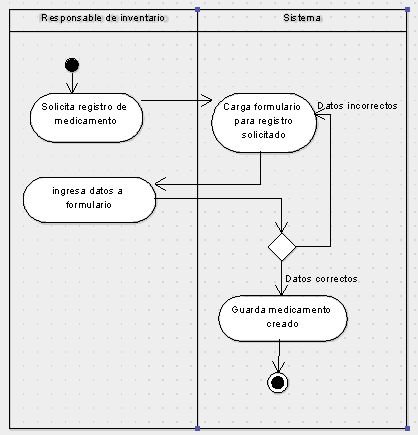 Responsable de inventario
Sistema
Solicita registro de
medicamento
Carga formulario
para registro
solicitado
Datos incorrectos
ingresa datos a
formulario
Datos correctos
Guarda medicamento
creado